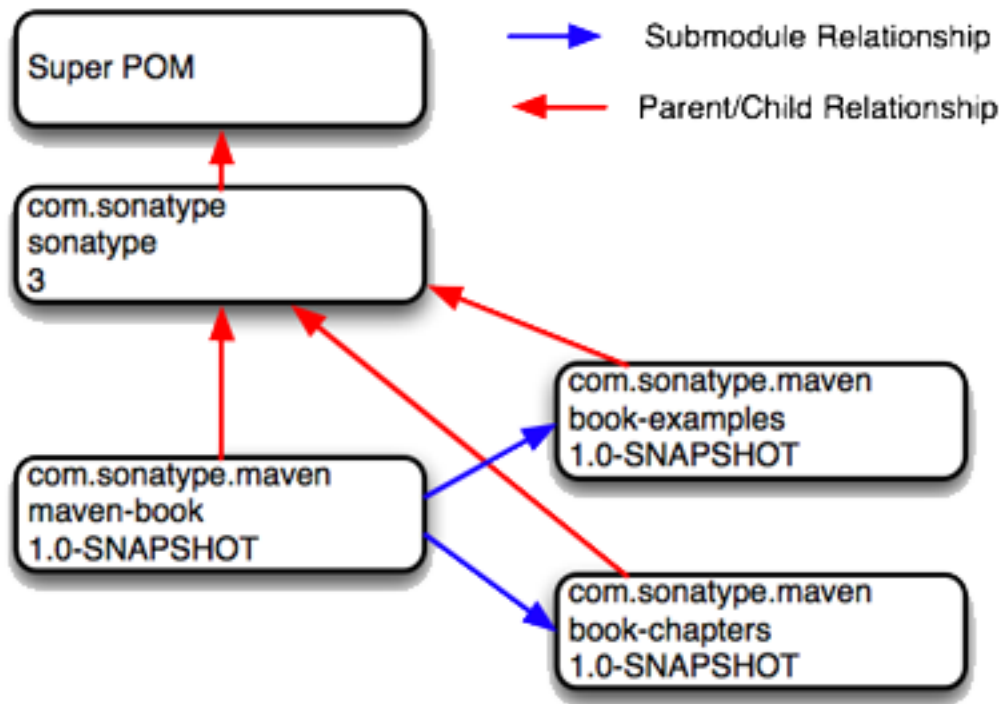 Super POM
Submodule Relationship
Parent/Child Relationship
com.sonatype
sonatype
3
com.sonatype.maven
book-examples
1.0-SNAPSHOT
com.sonatype.maven
maven-book
1.0-SNAPSHOT
com.sonatype.maven
book-chapters
1.0-SNAPSHOT